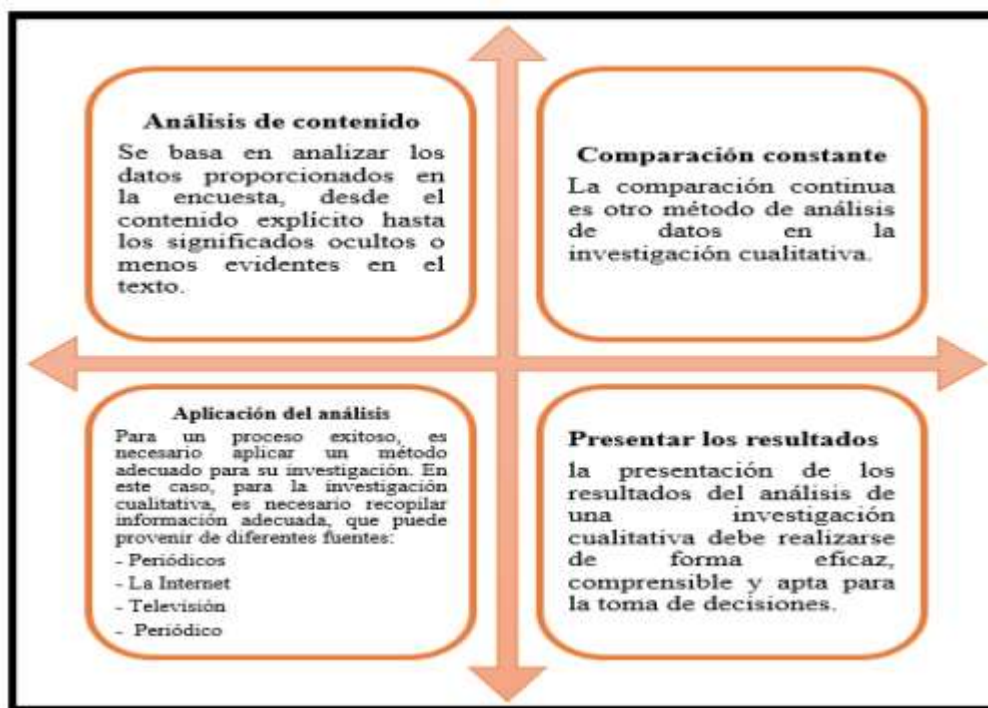 Análisis de contenido
Se basa en analizar los
datos proporcionados en
la encuesta, desde el
contenido explícito hasta
los significados ocultos o
menos evidentes en el
texto.
Comparación constante
La comparación continua
es otro método de análisis
de datos en la
investigación cualitativa.
Aplicación del análisis
Para un proceso exitoso, es
necesario aplicar un método
adecuado para su investigación. En
este caso, para la investigación
cualitativa, es necesario recopilar
información adecuada, que puede
provenir de diferentes fuentes:
- Periódicos
- La Internet
- Televisión
- Periódico
Presentar los resultados
la presentación de los
resultados del análisis de
una investigación
cualitativa debe realizarse
de forma eficaz,
comprensible y apta para
la toma de decisiones.